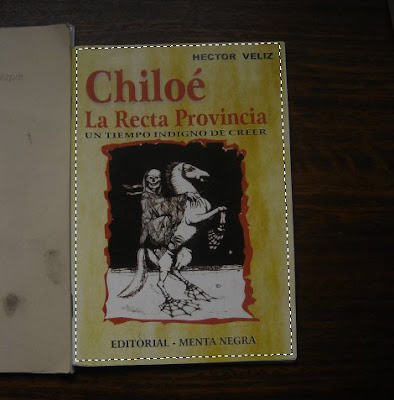 HECTOR VELIZ
Chiloé
La Recta Provincia
UN TIEMPO INDIGNO DE CREER
EDITORIAL - MENTA NEGRA